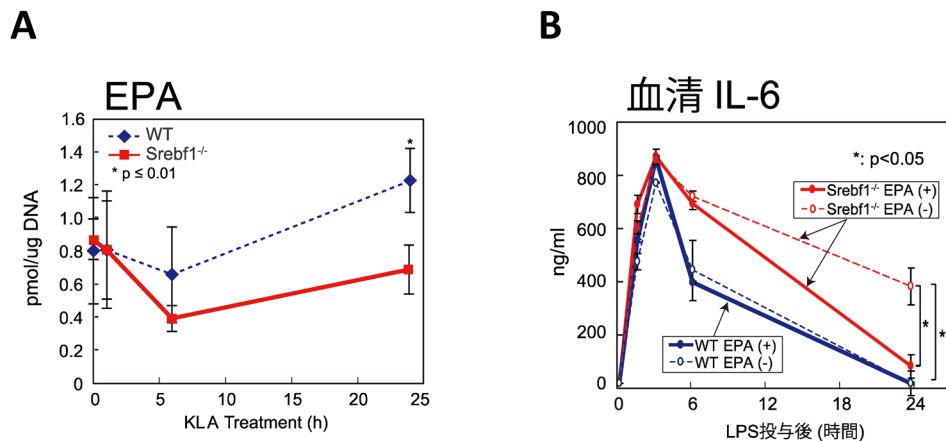 A
EPA
WT
Srebf1-/-
* p ≤ 0.01
*
pmol/ug DNA
1.6
1.4
1.2
1.0
0.8
0.6
0.4
0.2
0
0 5 10 15 20 25
KLA Treatment (h)
B
血清 IL-6
*: p<0.05
Srebf1-/- EPA (+)
Srebf1-/- EPA (-)
WT EPA (+)
WT EPA (-)
*
*
ng/ml
1000
800
600
400
200
0
0 6 12 18 24
LPS投与後 (時間)